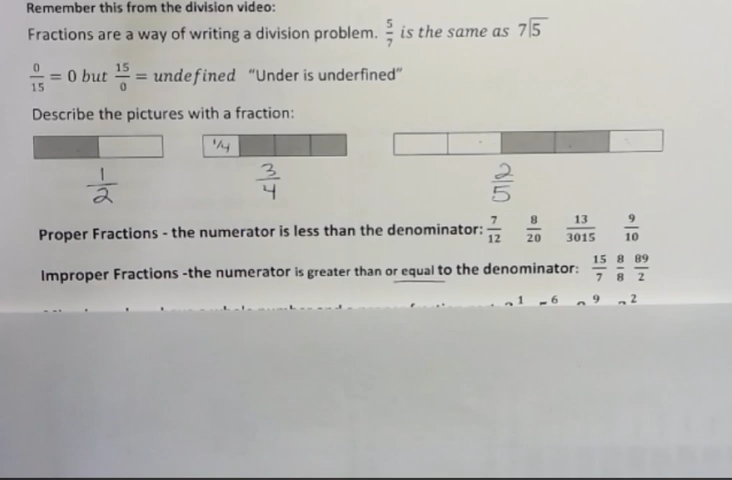 Remember this from the division video:
Fractions are a way of writing a division problem. 5/7 is the same as 7⟌5
0/15 = 0 but 15/0 = undefined "Under is underfined"
Describe the pictures with a fraction:
1/4
1/2 3/4 2/5
Proper Fractions - the numerator is less than the denominator: 7/12 8/20 13/3015 9/10
Improper Fractions -the numerator is greater than or equal to the denominator: 15/7 8/8 89/2